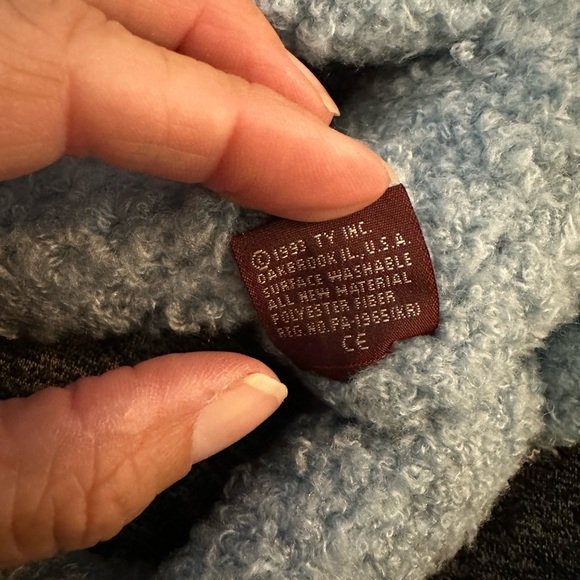 © 1993 TY INC.
OAKBROOK IL., U.S.A.
SURFACE WASHABLE
ALL NEW MATERIAL
POLYESTER FIBER
REG. NO. PA-1965(KR)
CE